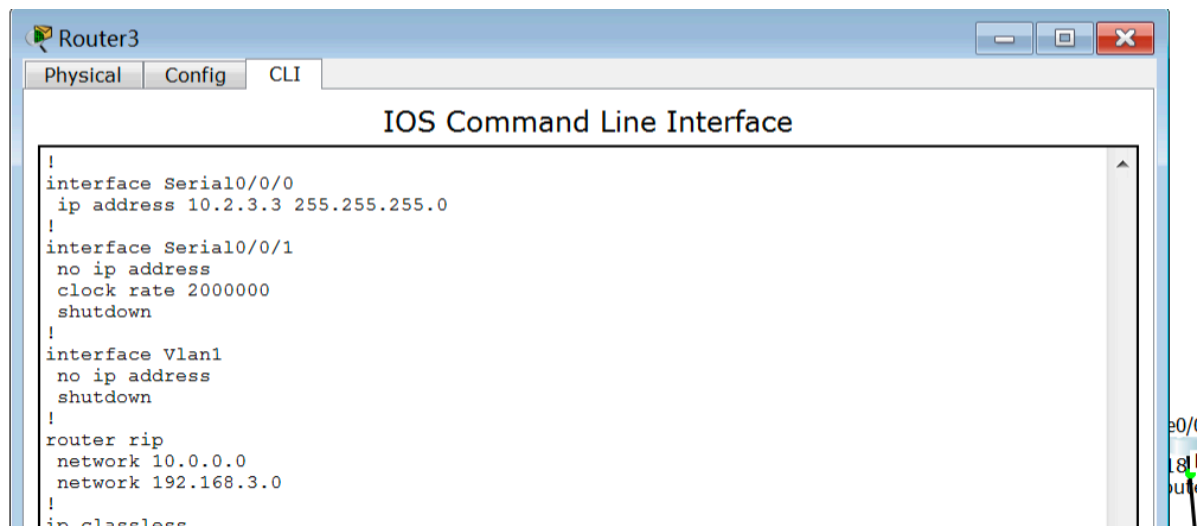 Router3
Physical Config CLI
IOS Command Line Interface
!
interface Serial0/0/0
 ip address 10.2.3.3 255.255.255.0
!
interface Serial0/0/1
 no ip address
 clock rate 2000000
 shutdown
!
interface Vlan1
 no ip address
 shutdown
!
router rip
 network 10.0.0.0
 network 192.168.3.0
!
ip classless